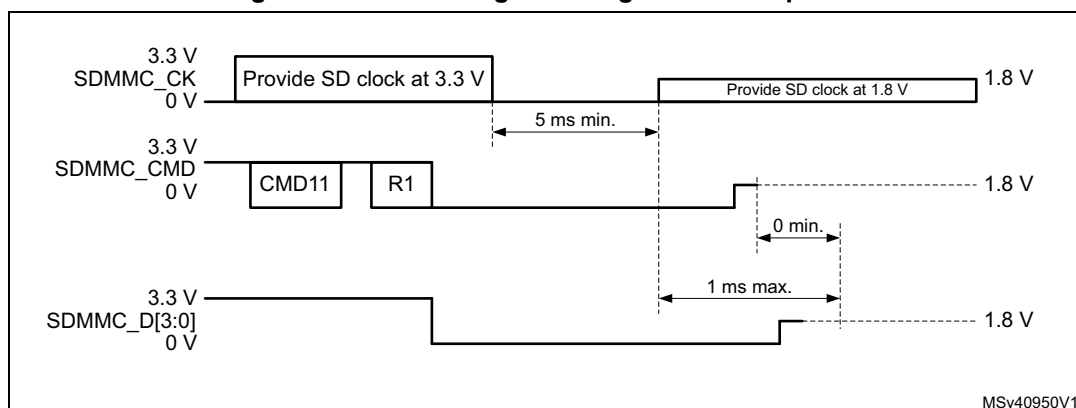 3.3 V
SDMMC_CK
0 V
Provide SD clock at 3.3 V
Provide SD clock at 1.8 V
1.8 V
5 ms min.
3.3 V
SDMMC_CMD
0 V
CMD11
R1
1.8 V
0 min.
1 ms max.
3.3 V
SDMMC_D[3:0]
0 V
1.8 V
MSv40950V1